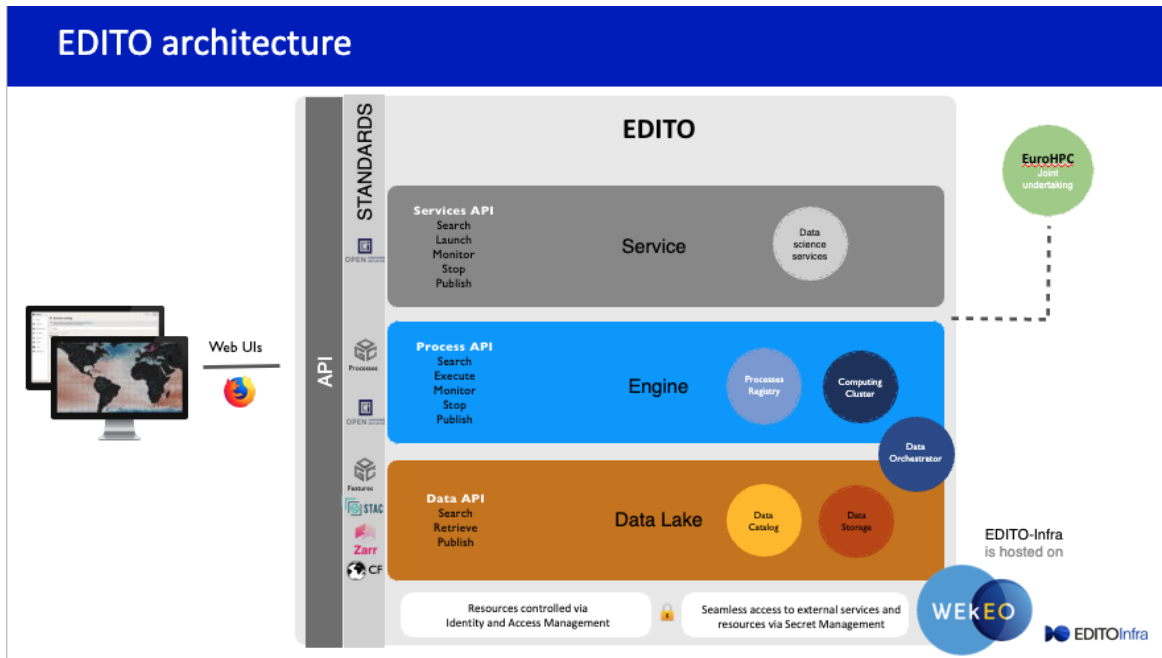 EDITO architecture
API
STANDARDS
EDITO
Services API
Search
Launch
Monitor
Stop
Publish
Service
Data
science
services
OPEN
Process API
Search
Execute
Monitor
Stop
Publish
Engine
Processes
Registry
Computing
Cluster
Processes
OPEN
Data
Orchestrator
Data API
Search
Retrieve
Publish
Data Lake
Data
Catalog
Data
Storage
Features
STAC
Zarr
CF
Web UIs
EuroHPC
Joint
undertaking
Resources controlled via
Identity and Access Management
Seamless access to external services and
resources via Secret Management
EDITO-Infra
is hosted on
WEkEO
EDITOInfra